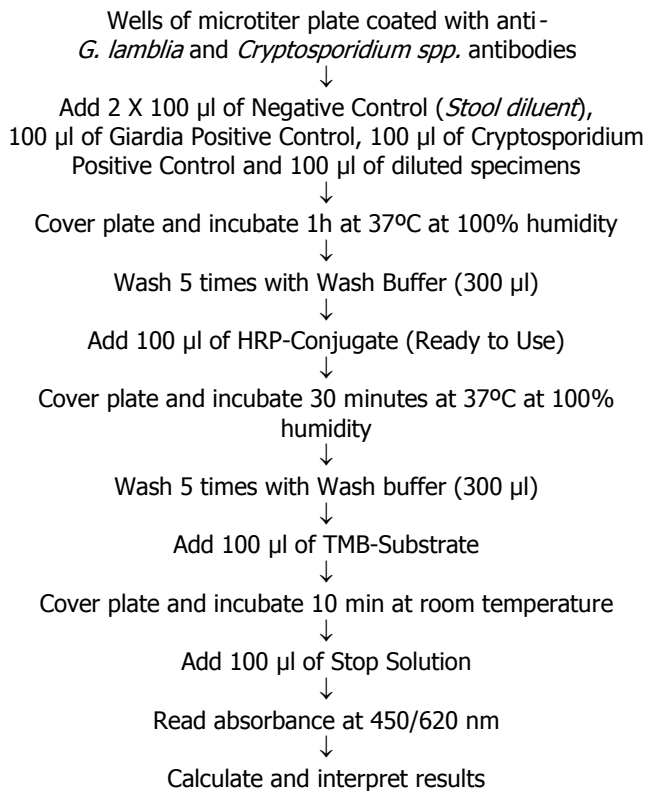 Wells of microtiter plate coated with anti-
G. lamblia and Cryptosporidium spp. antibodies
↓
Add 2 X 100 µl of Negative Control (Stool diluent),
100 µl of Giardia Positive Control, 100 µl of Cryptosporidium
Positive Control and 100 µl of diluted specimens
↓
Cover plate and incubate 1h at 37ºC at 100% humidity
↓
Wash 5 times with Wash Buffer (300 µl)
↓
Add 100 µl of HRP-Conjugate (Ready to Use)
↓
Cover plate and incubate 30 minutes at 37ºC at 100%
humidity
↓
Wash 5 times with Wash buffer (300 µl)
↓
Add 100 µl of TMB-Substrate
↓
Cover plate and incubate 10 min at room temperature
↓
Add 100 µl of Stop Solution
↓
Read absorbance at 450/620 nm
↓
Calculate and interpret results